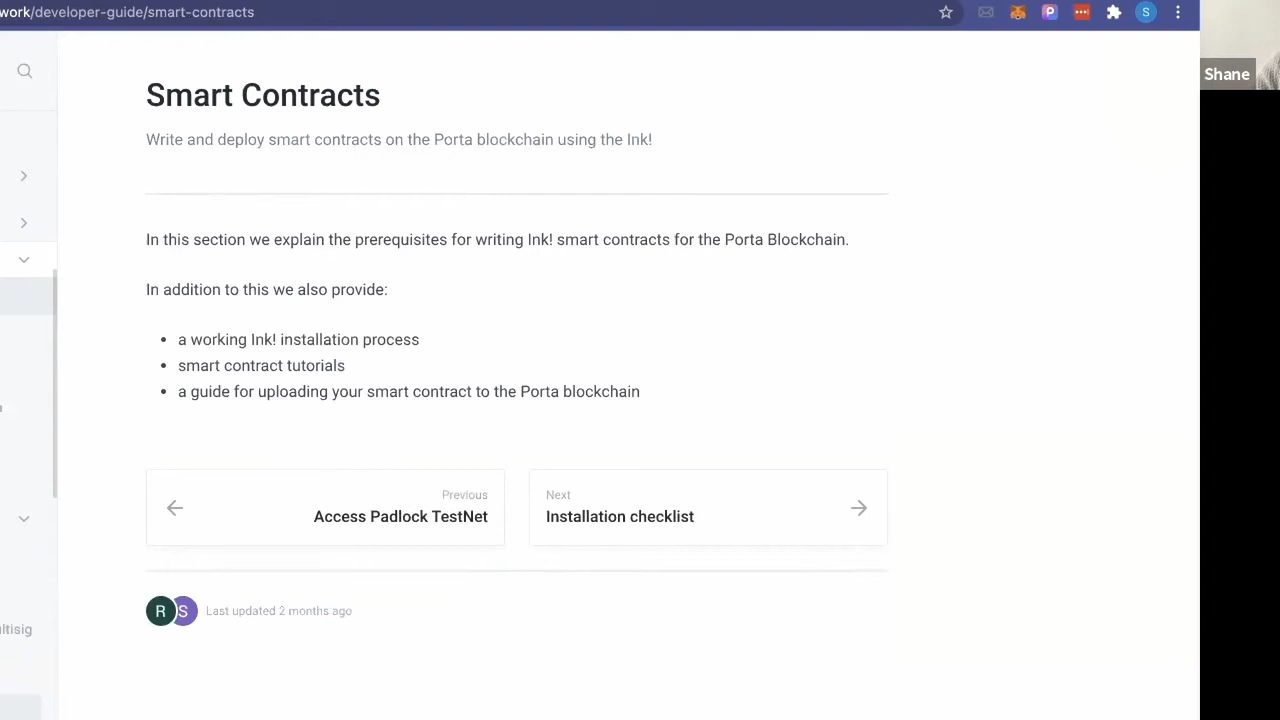 work/developer-guide/smart-contracts
S
Shane
Smart Contracts
Write and deploy smart contracts on the Porta blockchain using the Ink!
In this section we explain the prerequisites for writing Ink! smart contracts for the Porta Blockchain.
In addition to this we also provide:
• a working Ink! installation process
• smart contract tutorials
• a guide for uploading your smart contract to the Porta blockchain
Previous
Access Padlock TestNet
Next
Installation checklist
R S Last updated 2 months ago
ltisig